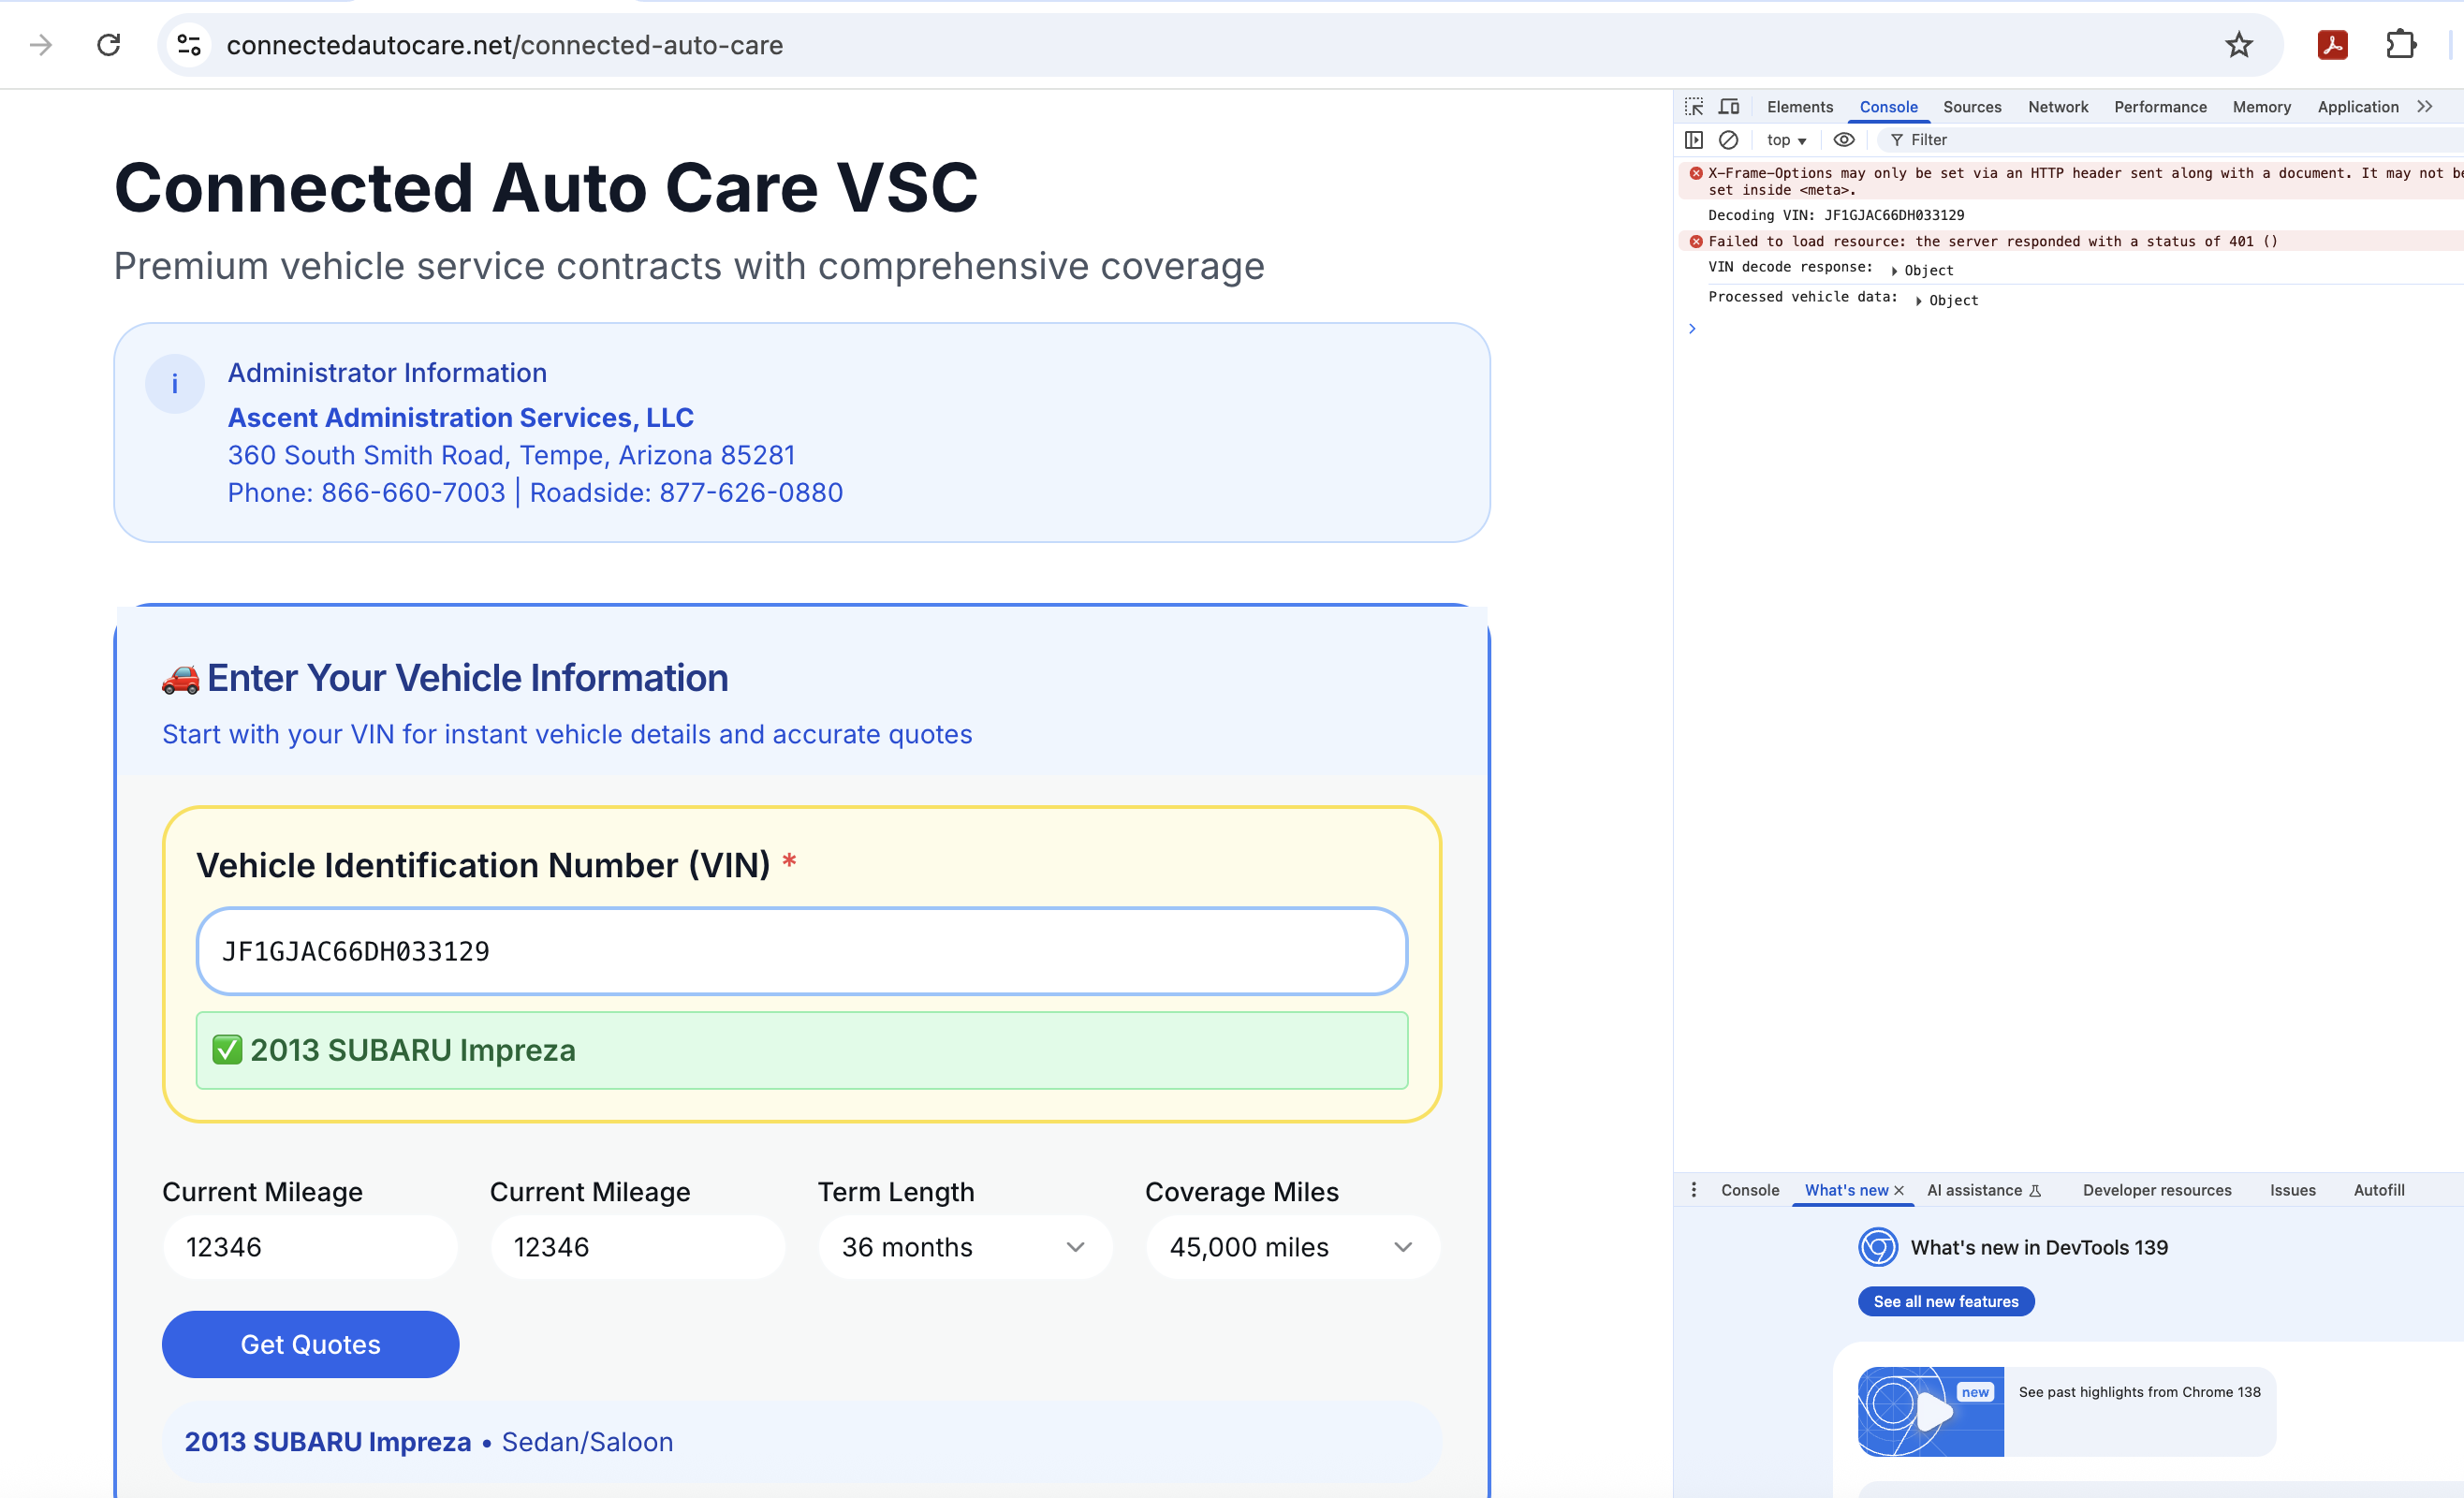 connectedautocare.net/connected-auto-care
Connected Auto Care VSC
Premium vehicle service contracts with comprehensive coverage
i
Administrator Information
Ascent Administration Services, LLC
360 South Smith Road, Tempe, Arizona 85281
Phone: 866-660-7003 | Roadside: 877-626-0880
Enter Your Vehicle Information
Start with your VIN for instant vehicle details and accurate quotes
Vehicle Identification Number (VIN) *
JF1GJAC66DH033129
2013 SUBARU Impreza
Current Mileage Current Mileage Term Length Coverage Miles
12346 12346 36 months 45,000 miles
Get Quotes
2013 SUBARU Impreza • Sedan/Saloon
Elements Console Sources Network Performance Memory Application
top Filter
X-Frame-Options may only be set via an HTTP header sent along with a document. It may not be
set inside <meta>.
Decoding VIN: JF1GJAC66DH033129
Failed to load resource: the server responded with a status of 401 ()
VIN decode response: Object
Processed vehicle data: Object
Console What's new AI assistance Developer resources Issues Autofill
What's new in DevTools 139
See all new features
new
See past highlights from Chrome 138